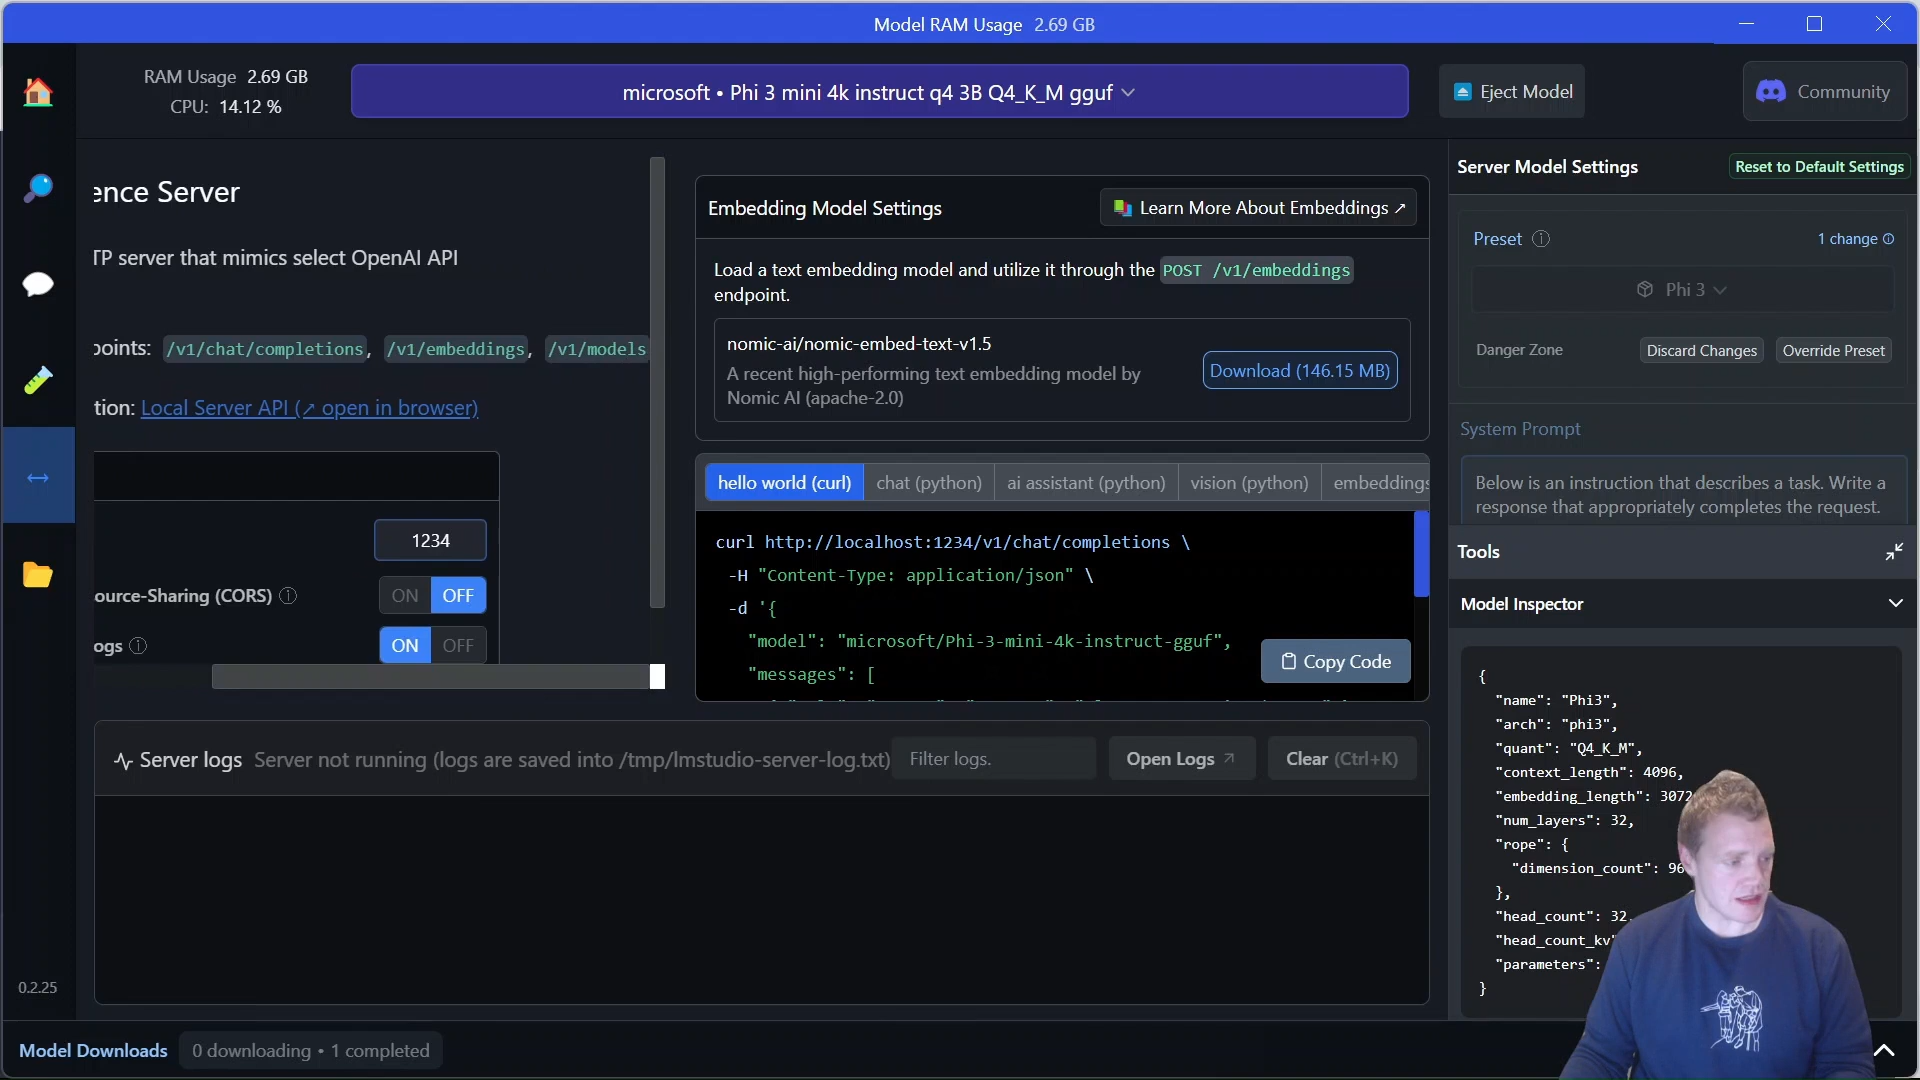 Model RAM Usage 2.69 GB
RAM Usage 2.69 GB
CPU: 14.12 %
microsoft • Phi 3 mini 4k instruct q4 3B Q4_K_M gguf
Eject Model
Community
ence Server
TP server that mimics select OpenAI API
points: /v1/chat/completions, /v1/embeddings, /v1/models
tion: Local Server API (↗ open in browser)
1234
ource-Sharing (CORS) ON OFF
ogs ON OFF
Embedding Model Settings
Learn More About Embeddings ↗
Load a text embedding model and utilize it through the POST /v1/embeddings
endpoint.
nomic-ai/nomic-embed-text-v1.5
A recent high-performing text embedding model by
Nomic AI (apache-2.0)
Download (146.15 MB)
hello world (curl) chat (python) ai assistant (python) vision (python) embeddings
curl http://localhost:1234/v1/chat/completions \
-H "Content-Type: application/json" \
-d '{
"model": "microsoft/Phi-3-mini-4k-instruct-gguf",
"messages": [
Copy Code
Server logs Server not running (logs are saved into /tmp/lmstudio-server-log.txt) Filter logs. Open Logs ↗ Clear (Ctrl+K)
Server Model Settings Reset to Default Settings
Preset 1 change
Phi 3
Danger Zone Discard Changes Override Preset
System Prompt
Below is an instruction that describes a task. Write a
response that appropriately completes the request.
Tools
Model Inspector
{
"name": "Phi3",
"arch": "phi3",
"quant": "Q4_K_M",
"context_length": 4096,
"embedding_length": 3072
"num_layers": 32,
"rope": {
"dimension_count": 96
},
"head_count": 32,
"head_count_kv"
"parameters":
}
0.2.25
Model Downloads 0 downloading • 1 completed